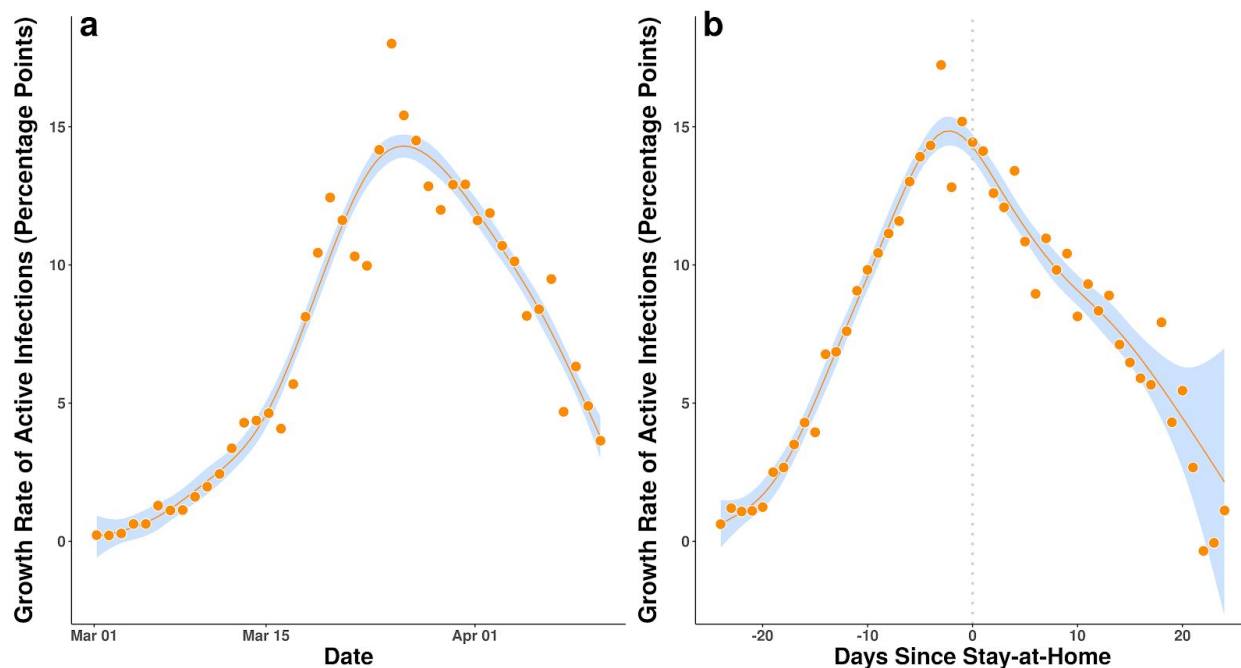 a
Growth Rate of Active Infections (Percentage Points)
15
10
5
0
Mar 01
Mar 15
Apr 01
Date
b
Growth Rate of Active Infections (Percentage Points)
15
10
5
0
-20
-10
0
10
20
Days Since Stay-at-Home